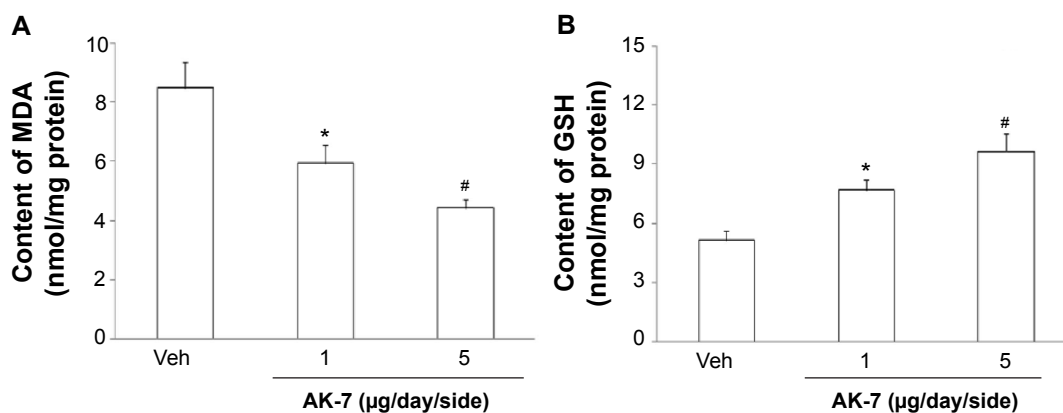 A
Content of MDA
(nmol/mg protein)
10
8
6
4
2
0
*
#
Veh
1
5
AK-7 (µg/day/side)
B
Content of GSH
(nmol/mg protein)
15
12
9
6
3
0
*
#
Veh
1
5
AK-7 (µg/day/side)